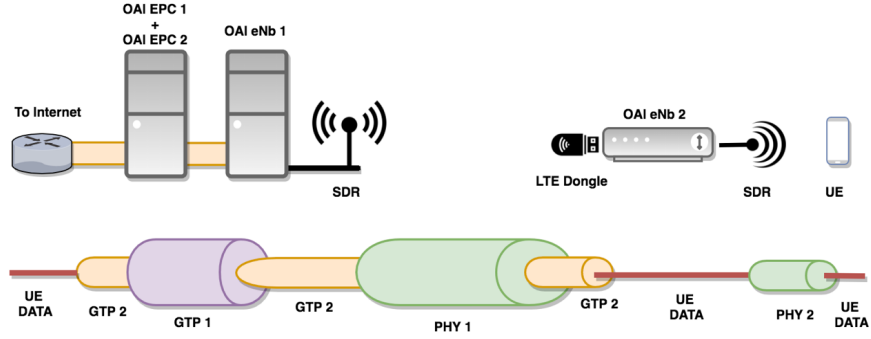 OAI EPC 1
+
OAI EPC 2
OAI eNb 1
To Internet
SDR
OAI eNb 2
LTE Dongle
SDR
UE
UE
DATA
GTP 2
GTP 1
GTP 2
PHY 1
GTP 2
UE
DATA
PHY 2
UE
DATA